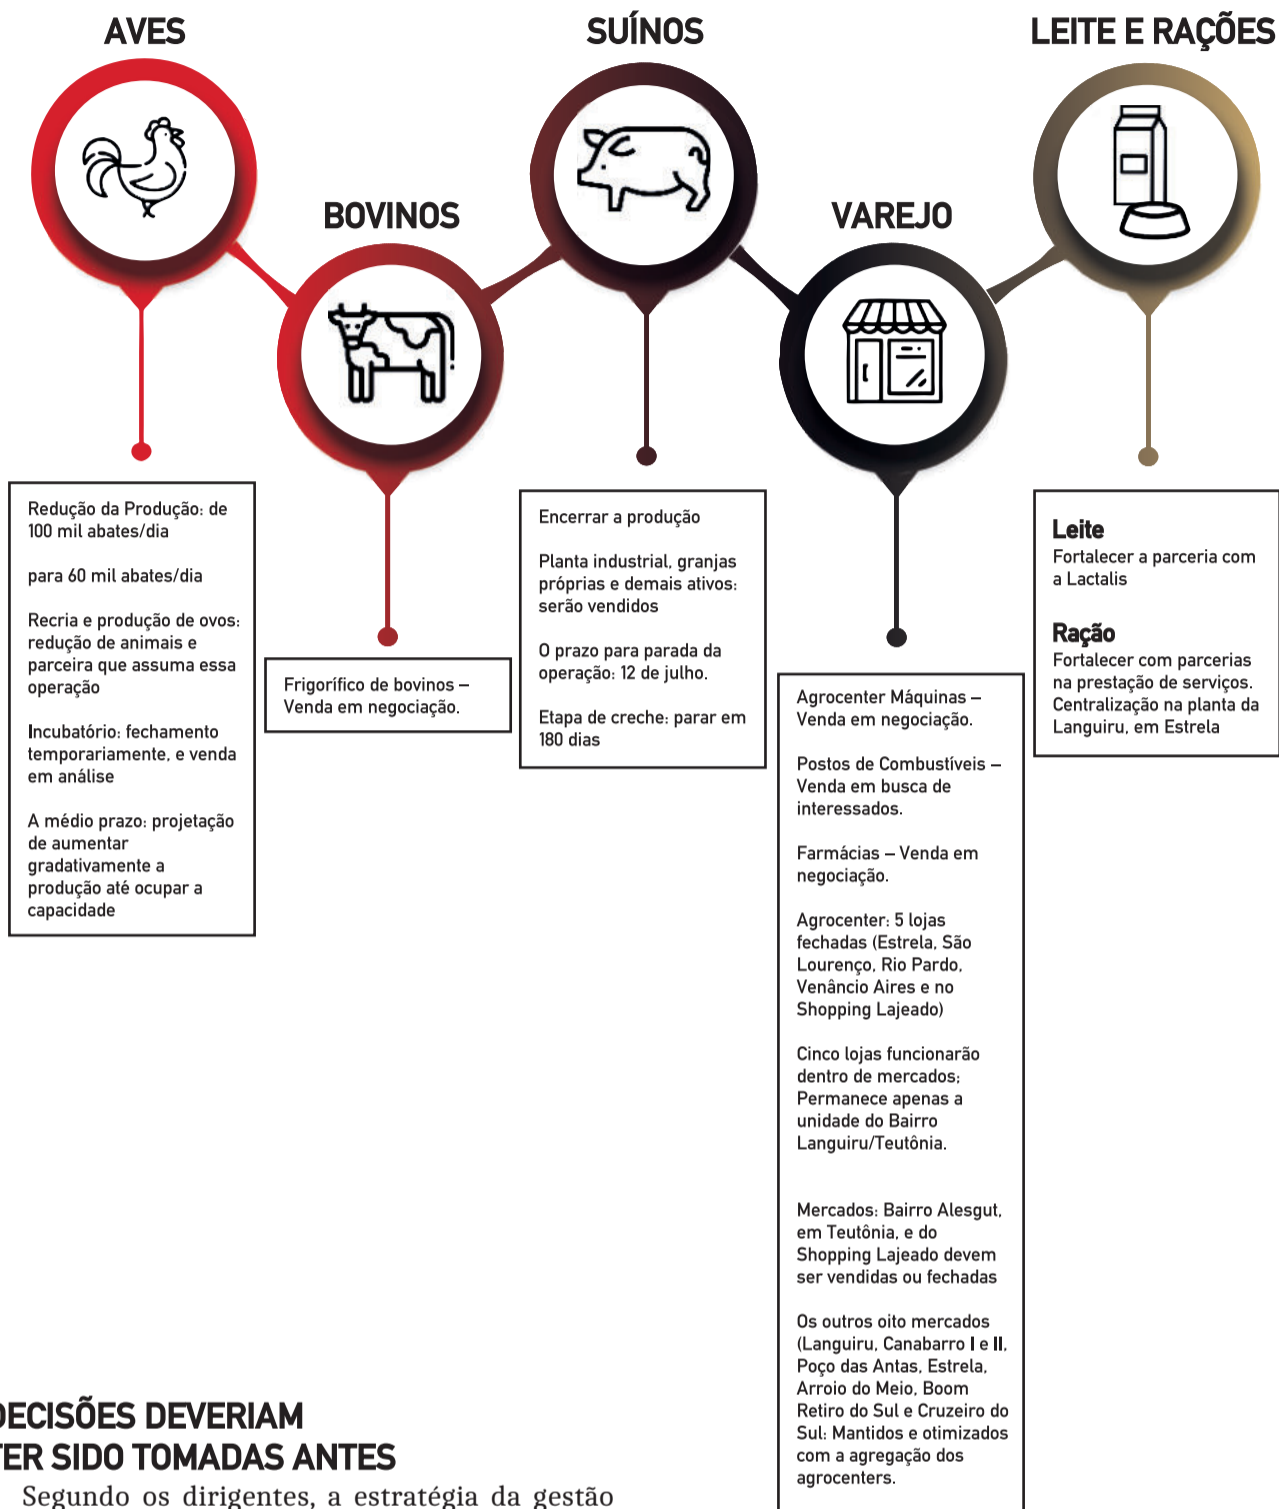 AVES
Redução da Produção: de
100 mil abates/dia
para 60 mil abates/dia
Recria e produção de ovos:
redução de animais e
parceira que assuma essa
operação
Incubatório: fechamento
temporariamente, e venda
em análise
A médio prazo: projetação
de aumentar
gradativamente a
produção até ocupar a
capacidade
BOVINOS
Frigorífico de bovinos –
Venda em negociação.
SUÍNOS
Encerrar a produção
Planta industrial, granjas
próprias e demais ativos:
serão vendidos
O prazo para parada da
operação: 12 de julho.
Etapa de creche: parar em
180 dias
VAREJO
Agrocenter Máquinas –
Venda em negociação.
Postos de Combustíveis –
Venda em busca de
interessados.
Farmácias – Venda em
negociação.
Agrocenter: 5 lojas
fechadas (Estrela, São
Lourenço, Rio Pardo,
Venâncio Aires e no
Shopping Lajeado)
Cinco lojas funcionarão
dentro de mercados;
Permanece apenas a
unidade do Bairro
Languiru/Teutônia.
Mercados: Bairro Alesgut,
em Teutônia, e do
Shopping Lajeado devem
ser vendidas ou fechadas
Os outros oito mercados
(Languiru, Canabarro I e II,
Poço das Antas, Estrela,
Arroio do Meio, Boom
Retiro do Sul e Cruzeiro do
Sul: Mantidos e otimizados
com a agregação dos
agrocenters.
LEITE E RAÇÕES
Leite
Fortalecer a parceria com
a Lactalis
Ração
Fortalecer com parcerias
na prestação de serviços.
Centralização na planta da
Languiru, em Estrela
DECISÕES DEVERIAM
TER SIDO TOMADAS ANTES
Segundo os dirigentes, a estratégia da gestão